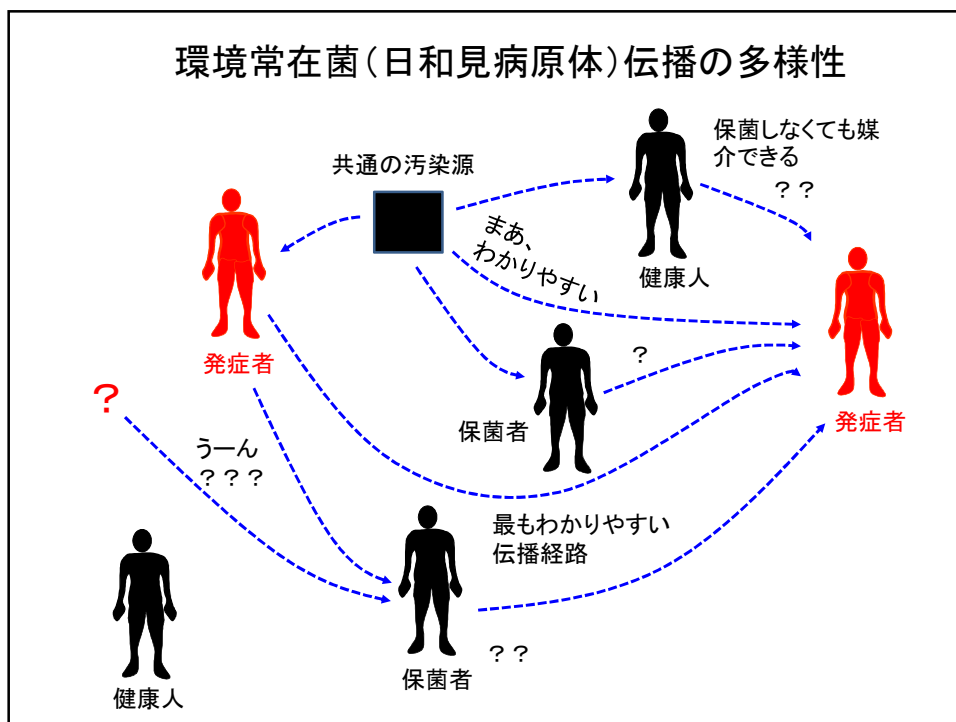 環境常在菌（日和見病原体）伝播の多様性
共通の汚染源
保菌しなくても媒
介できる
？？
健康人
まあ、
わかりやすい
発症者
？
保菌者
発症者
？
うーん
？？？
最もわかりやすい
伝播経路
？？
保菌者
健康人